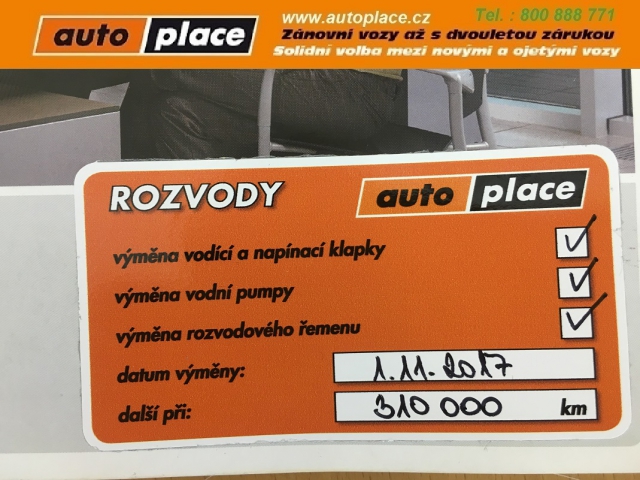 auto place
www.autoplace.cz
Tel. : 800 888 771
Zánovní vozy až s dvouletou zárukou
Solidní volba mezi novými a ojetými vozy
ROZVODY
auto place
výměna vodící a napínací klapky
výměna vodní pumpy
výměna rozvodového řemenu
datum výměny: 1.11.2017
další při: 310 000 km